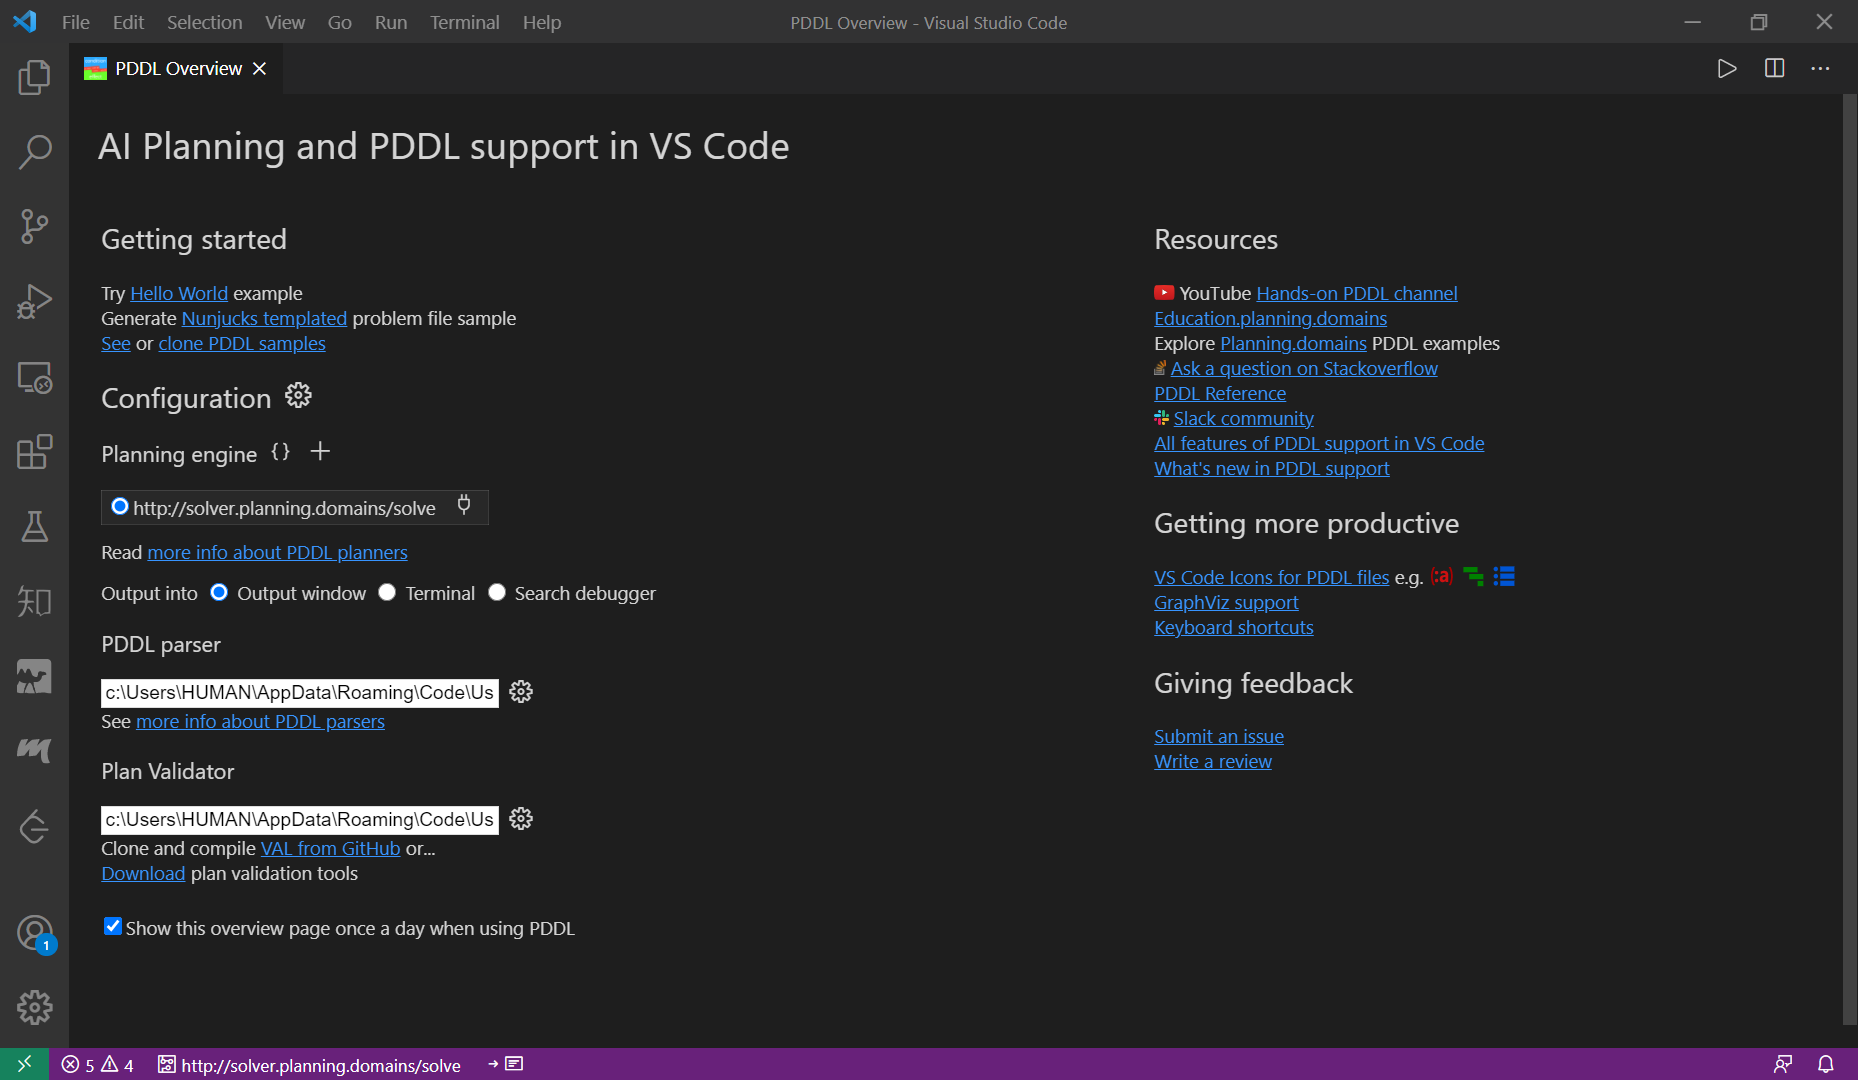 File Edit Selection View Go Run Terminal Help
PDDL Overview - Visual Studio Code
PDDL Overview
AI Planning and PDDL support in VS Code
Getting started
Try Hello World example
Generate Nunjucks templated problem file sample
See or clone PDDL samples
Configuration
Planning engine {} +
http://solver.planning.domains/solve
Read more info about PDDL planners
Output into Output window Terminal Search debugger
PDDL parser
c:\Users\HUMAN\AppData\Roaming\Code\Us
See more info about PDDL parsers
Plan Validator
c:\Users\HUMAN\AppData\Roaming\Code\Us
Clone and compile VAL from GitHub or...
Download plan validation tools
Show this overview page once a day when using PDDL
Resources
YouTube Hands-on PDDL channel
Education.planning.domains
Explore Planning.domains PDDL examples
Ask a question on Stackoverflow
PDDL Reference
Slack community
All features of PDDL support in VS Code
What's new in PDDL support
Getting more productive
VS Code Icons for PDDL files e.g. (:a)
GraphViz support
Keyboard shortcuts
Giving feedback
Submit an issue
Write a review
知
1
5 4 http://solver.planning.domains/solve